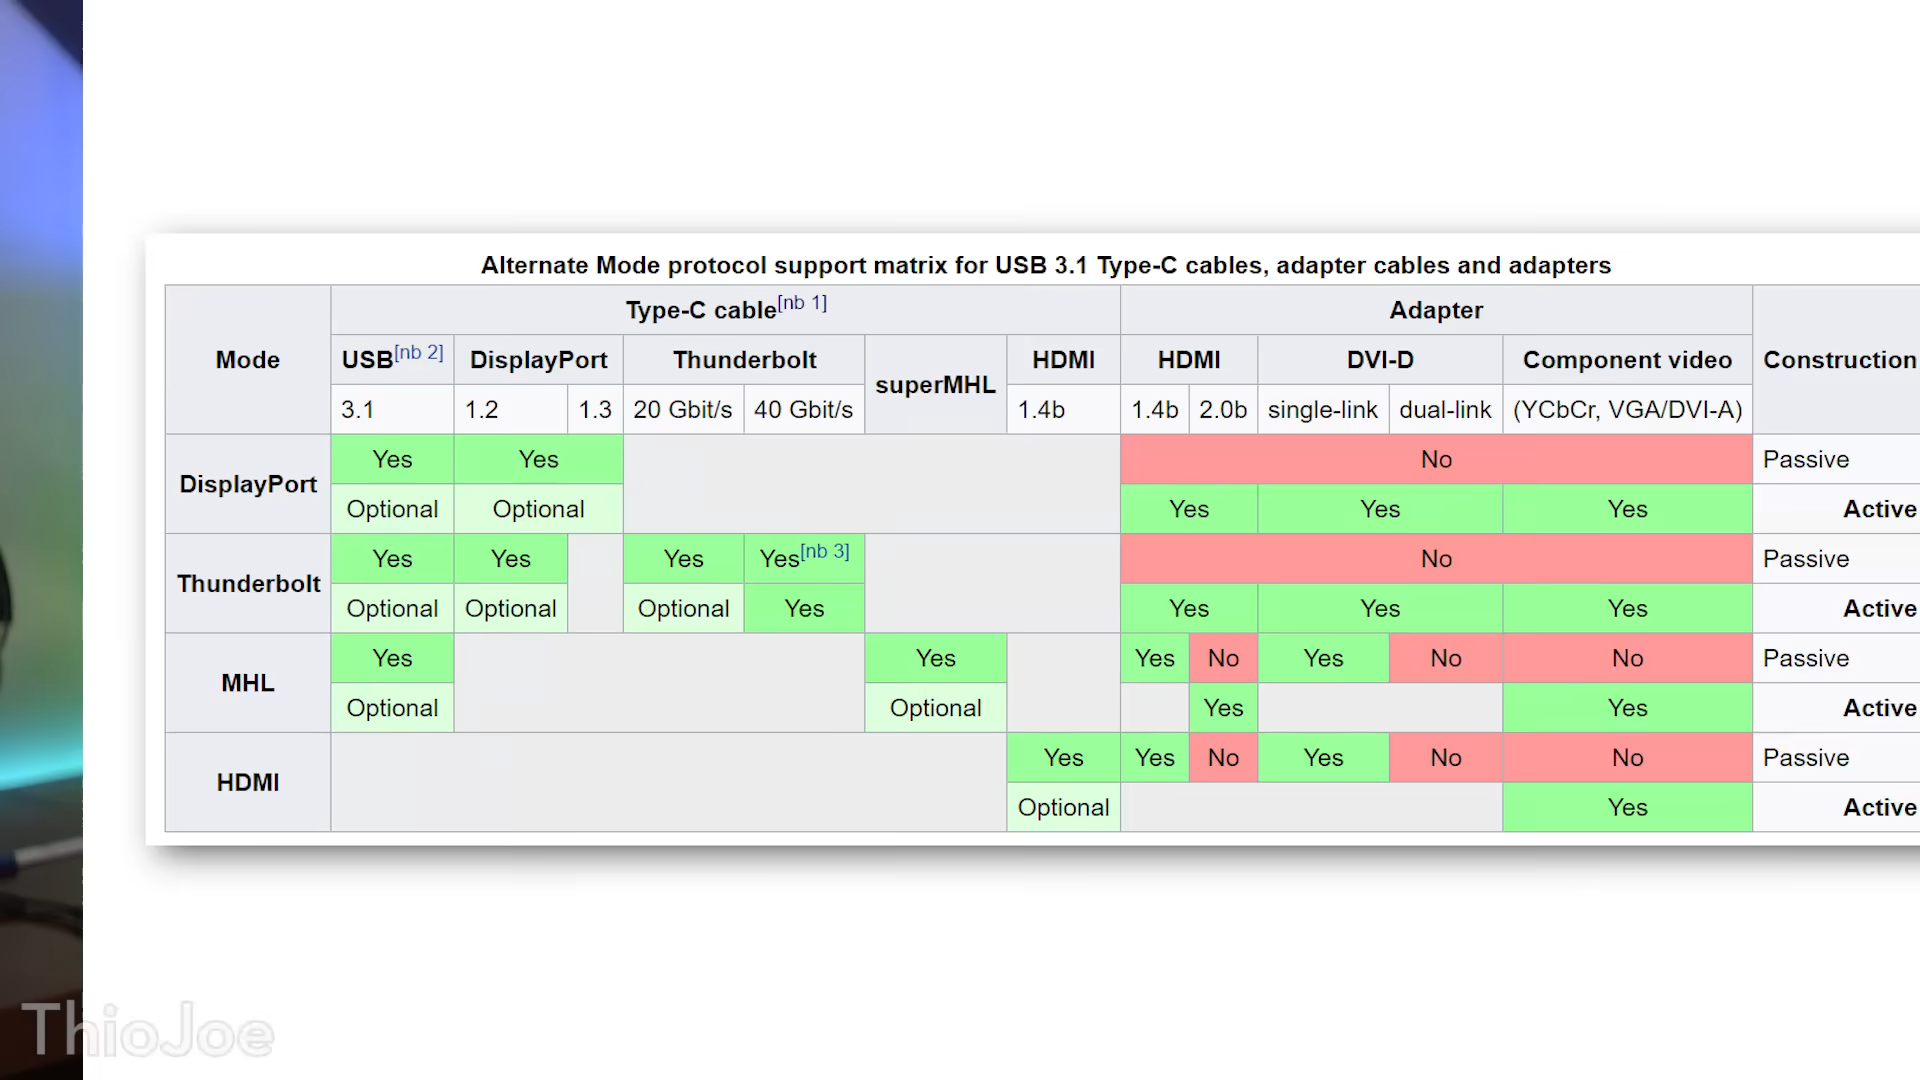 Alternate Mode protocol support matrix for USB 3.1 Type-C cables, adapter cables and adapters
Mode Type-C cable[nb 1] Adapter Construction
USB[nb 2] DisplayPort Thunderbolt superMHL HDMI HDMI DVI-D Component video
3.1 1.2 1.3 20 Gbit/s 40 Gbit/s 1.4b 1.4b 2.0b single-link dual-link (YCbCr, VGA/DVI-A)
DisplayPort Yes Yes No Passive
Optional Optional Yes Yes Yes Active
Thunderbolt Yes Yes Yes Yes[nb 3] No Passive
Optional Optional Optional Yes Yes Yes Yes Active
MHL Yes Yes Yes No Yes No No Passive
Optional Optional Yes Yes Active
HDMI Yes Yes No Yes No No Passive
Optional Yes Active
ThioJoe